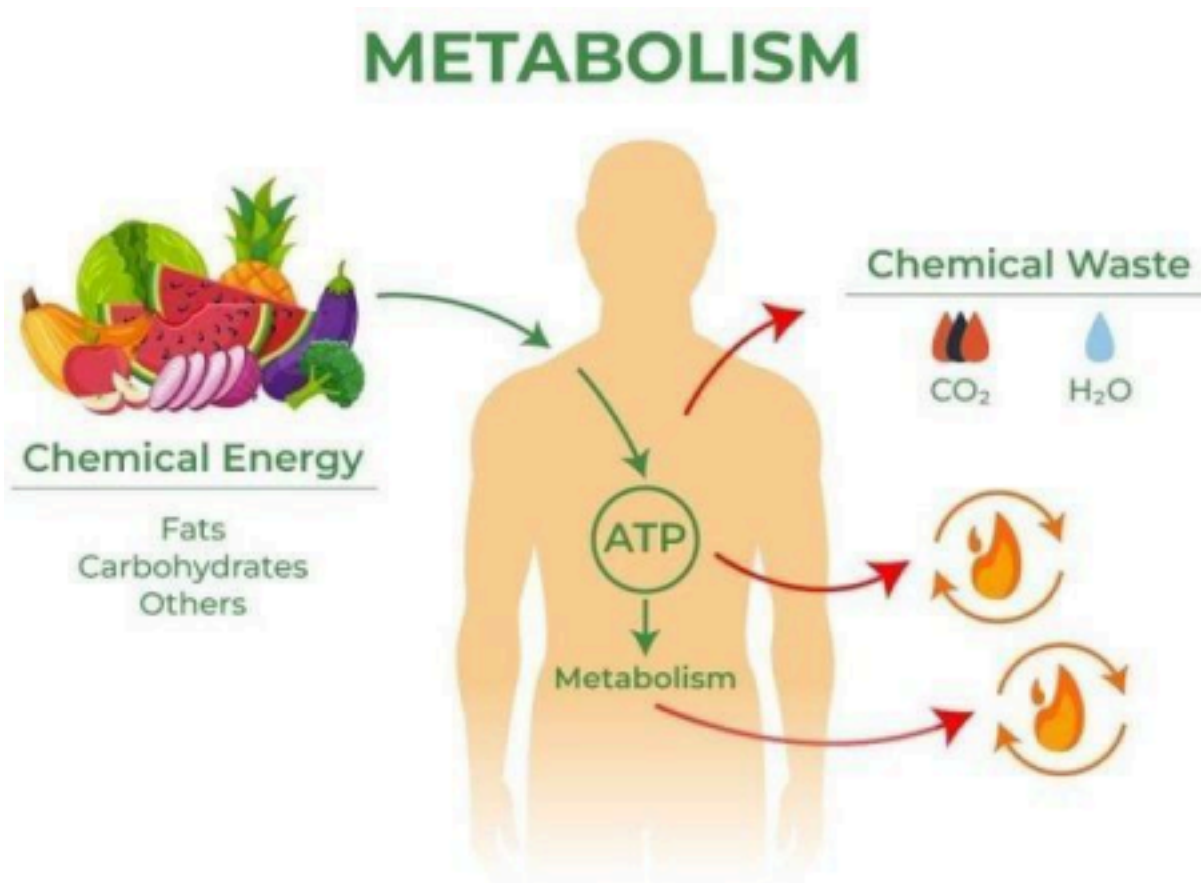 METABOLISM
Chemical Energy
Fats
Carbohydrates
Others
ATP
Metabolism
Chemical Waste
CO₂
H₂O